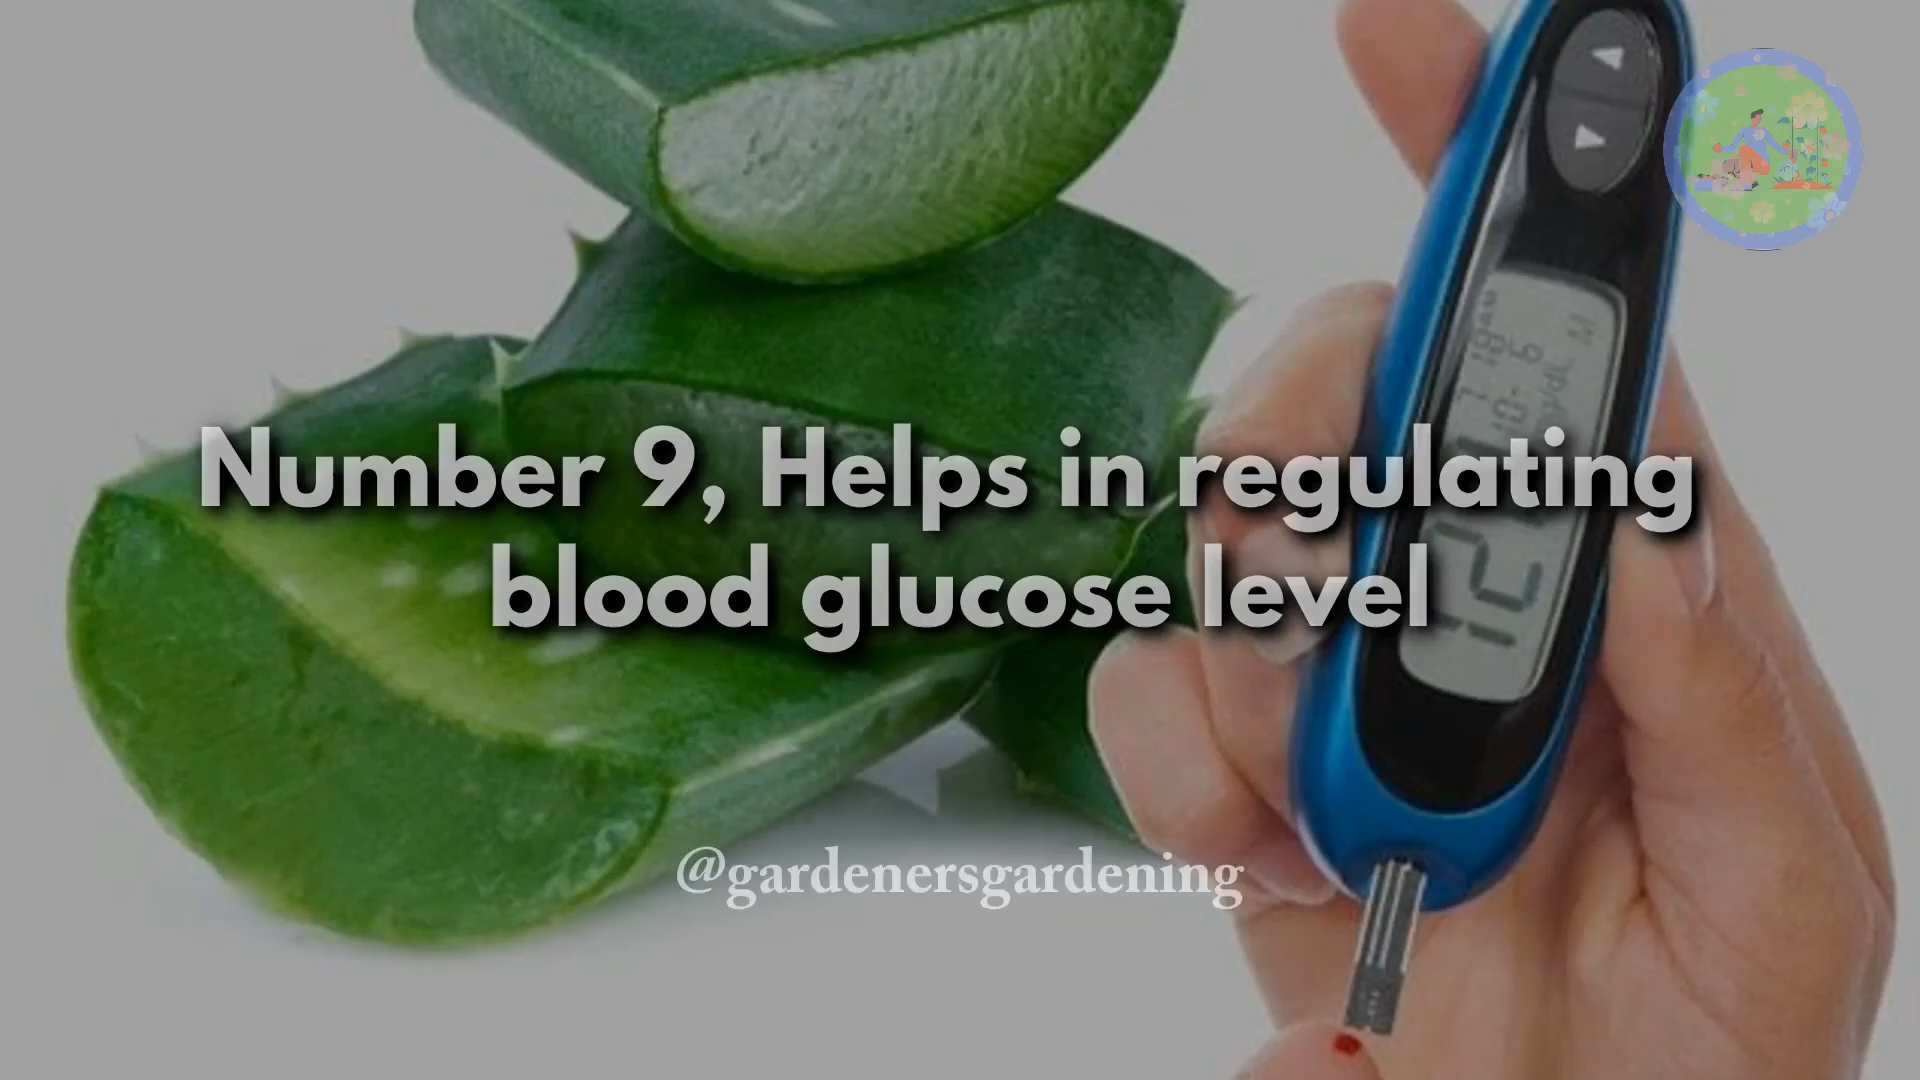 Number 9, Helps in regulating
blood glucose level
@gardenersgardening